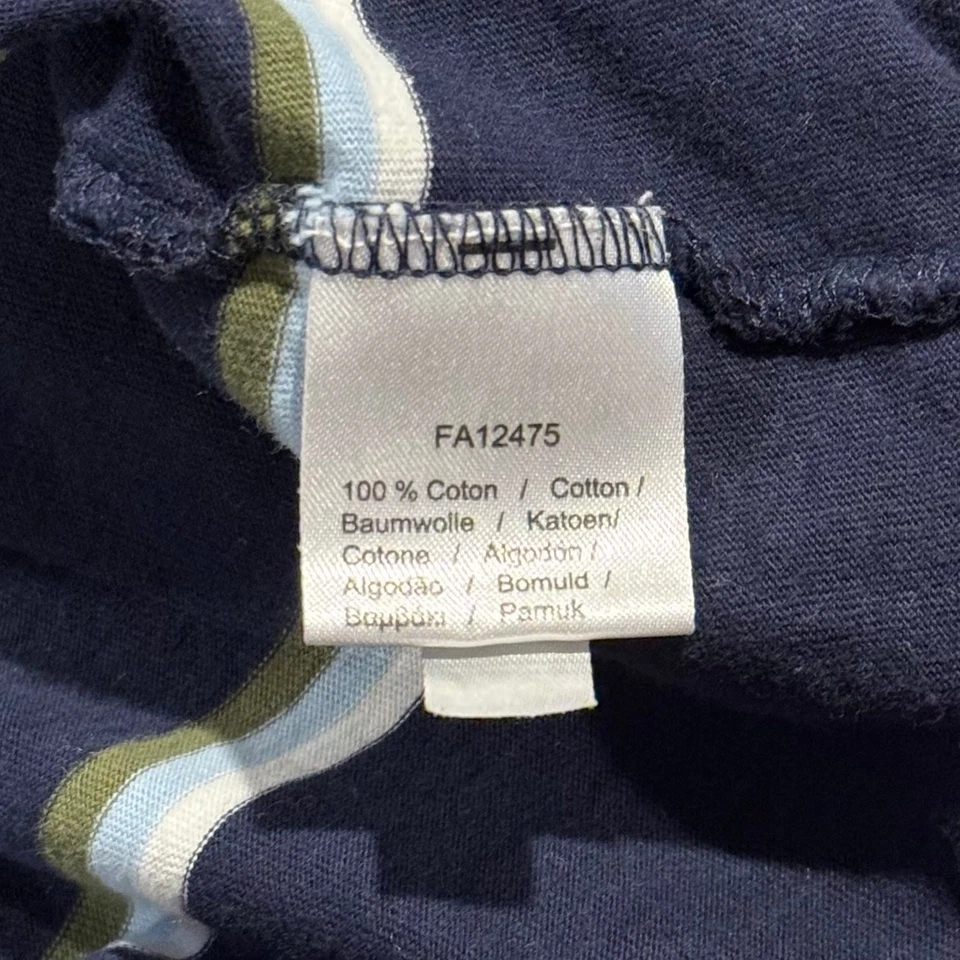 FA12475
100 % Coton / Cotton /
Baumwolle / Katoen/
Cotone / Algodón /
Algodão / Bomuld /
Βαμβάκι / Pamuk